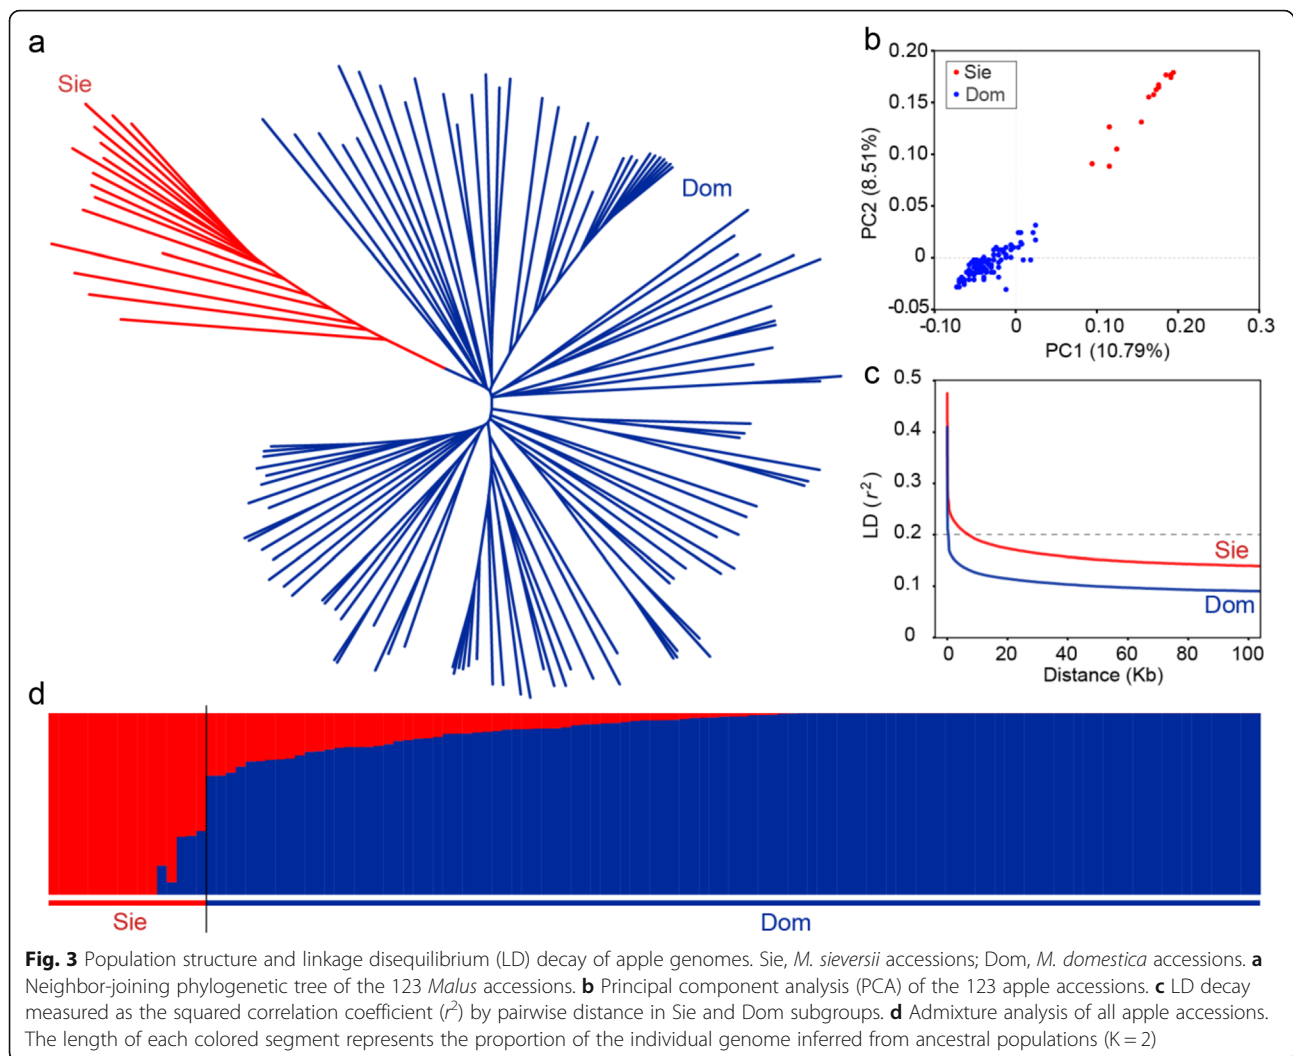 a
Sie
Dom
b
0.20
0.15
0.10
0.05
0
-0.05
PC2 (8.51%)
Sie
Dom
-0.10
0
0.10
0.20
0.3
PC1 (10.79%)
c
0.5
0.4
0.3
0.2
0.1
0
LD (r²)
Sie
Dom
0
20
40
60
80
100
Distance (Kb)
d
Sie
Dom
Fig. 3 Population structure and linkage disequilibrium (LD) decay of apple genomes. Sie, M. sieversii accessions; Dom, M. domestica accessions. a
Neighbor-joining phylogenetic tree of the 123 Malus accessions. b Principal component analysis (PCA) of the 123 apple accessions. c LD decay
measured as the squared correlation coefficient (r²) by pairwise distance in Sie and Dom subgroups. d Admixture analysis of all apple accessions.
The length of each colored segment represents the proportion of the individual genome inferred from ancestral populations (K = 2)